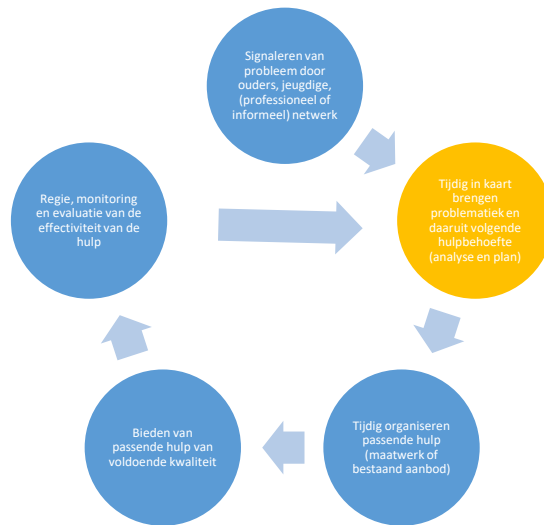 Signaleren van
probleem door
ouders, jeugdige,
(professioneel of
informeel) netwerk
Tijdig in kaart
brengen
problematiek en
daaruit volgende
hulpbehoefte
(analyse en plan)
Tijdig organiseren
passende hulp
(maatwerk of
bestaand aanbod)
Bieden van
passende hulp van
voldoende kwaliteit
Regie, monitoring
en evaluatie van de
effectiviteit van de
hulp